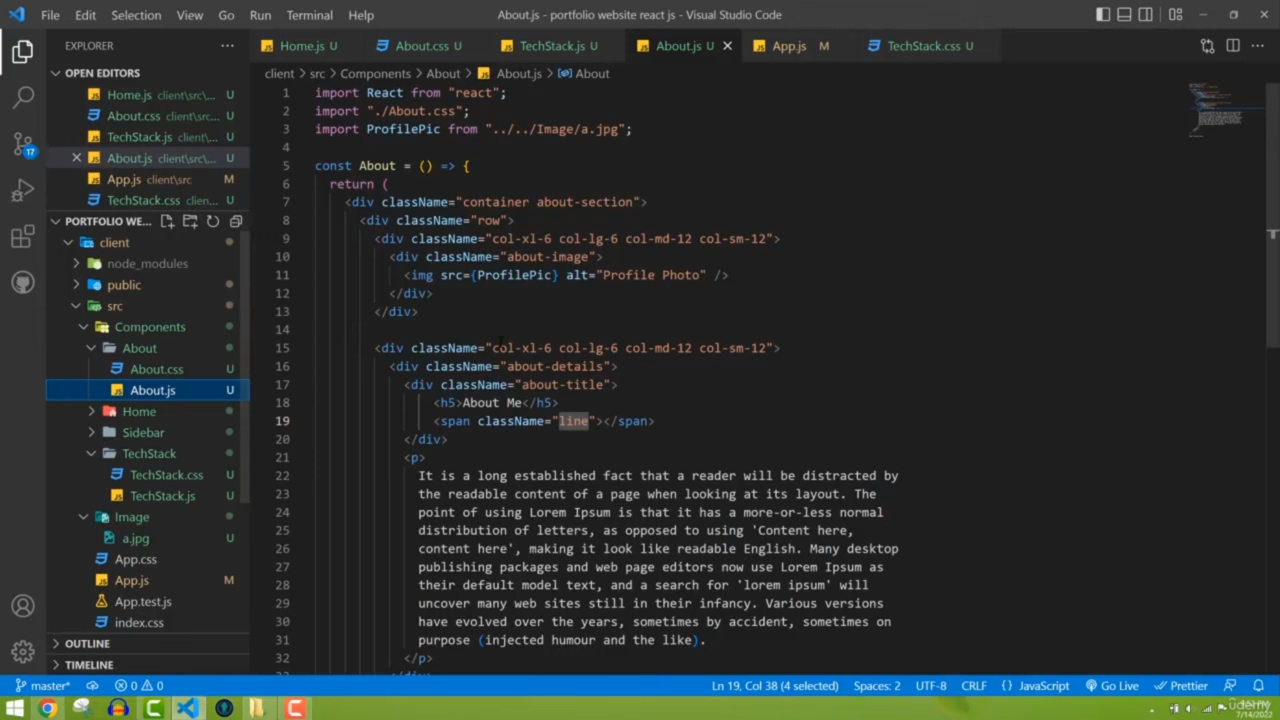 File Edit Selection View Go Run Terminal Help About.js - portfolio website react js - Visual Studio Code
EXPLORER
OPEN EDITORS
Home.js client\src\... U
About.css client\src\... U
TechStack.js client\... U
About.js client\src\... U
App.js client\src M
TechStack.css clien... U
PORTFOLIO WE...
client
node_modules
public
src
Components
About
About.css U
About.js U
Home
Sidebar
TechStack
TechStack.css U
TechStack.js U
Image
a.jpg U
App.css
App.js M
App.test.js
index.css
OUTLINE
TIMELINE
17
Home.js U About.css U TechStack.js U About.js U App.js M TechStack.css U
client > src > Components > About > About.js > About
1 import React from "react";
2 import "./About.css";
3 import ProfilePic from "../../Image/a.jpg";
4
5 const About = () => {
6 return (
7 <div className="container about-section">
8 <div className="row">
9 <div className="col-xl-6 col-lg-6 col-md-12 col-sm-12">
10 <div className="about-image">
11 <img src={ProfilePic} alt="Profile Photo" />
12 </div>
13 </div>
14
15 <div className="col-xl-6 col-lg-6 col-md-12 col-sm-12">
16 <div className="about-details">
17 <div className="about-title">
18 <h5>About Me</h5>
19 <span className="line"></span>
20 </div>
21 <p>
22 It is a long established fact that a reader will be distracted by
23 the readable content of a page when looking at its layout. The
24 point of using Lorem Ipsum is that it has a more-or-less normal
25 distribution of letters, as opposed to using 'Content here,
26 content here', making it look like readable English. Many desktop
27 publishing packages and web page editors now use Lorem Ipsum as
28 their default model text, and a search for 'lorem ipsum' will
29 uncover many web sites still in their infancy. Various versions
30 have evolved over the years, sometimes by accident, sometimes on
31 purpose (injected humour and the like).
32 </p>
master* 0 0 Ln 19, Col 38 (4 selected) Spaces: 2 UTF-8 CRLF {} JavaScript Go Live Prettier
udemy
7/14/2022